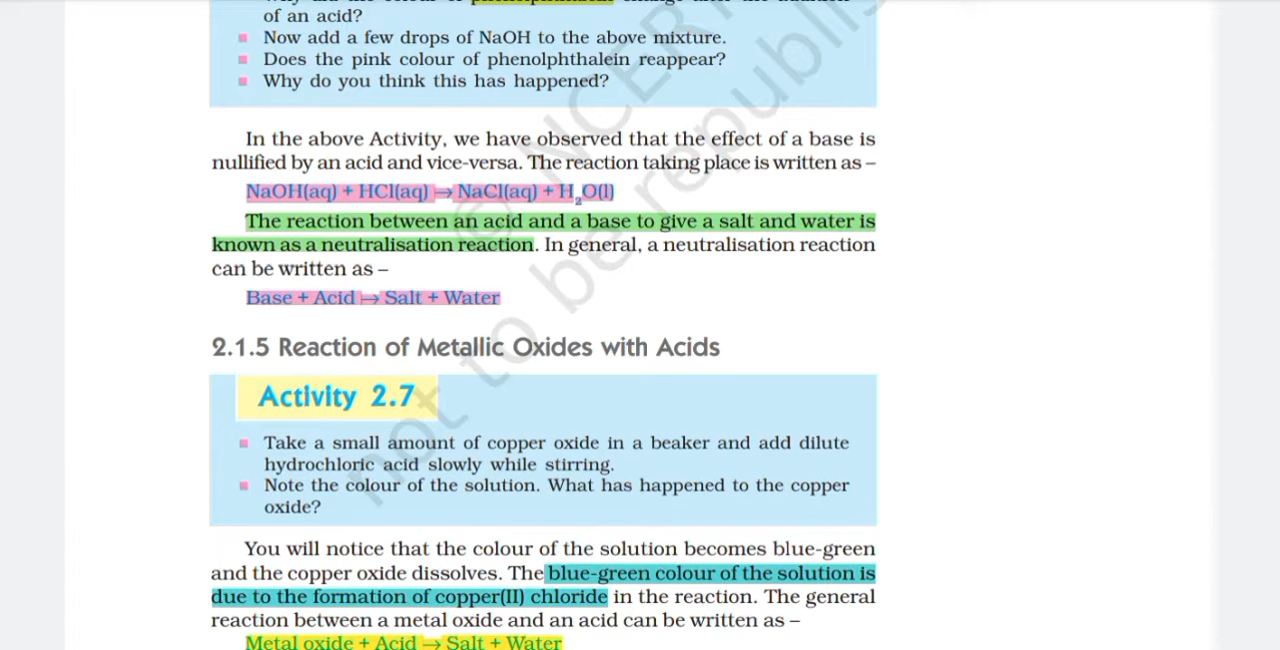 of an acid?
Now add a few drops of NaOH to the above mixture.
Does the pink colour of phenolphthalein reappear?
Why do you think this has happened?
In the above Activity, we have observed that the effect of a base is
nullified by an acid and vice-versa. The reaction taking place is written as –
NaOH(aq) + HCl(aq) → NaCl(aq) + H₂O(l)
The reaction between an acid and a base to give a salt and water is
known as a neutralisation reaction. In general, a neutralisation reaction
can be written as –
Base + Acid → Salt + Water
2.1.5 Reaction of Metallic Oxides with Acids
Activity 2.7
Take a small amount of copper oxide in a beaker and add dilute
hydrochloric acid slowly while stirring.
Note the colour of the solution. What has happened to the copper
oxide?
You will notice that the colour of the solution becomes blue-green
and the copper oxide dissolves. The blue-green colour of the solution is
due to the formation of copper(II) chloride in the reaction. The general
reaction between a metal oxide and an acid can be written as –
Metal oxide + Acid → Salt + Water
not to be republis